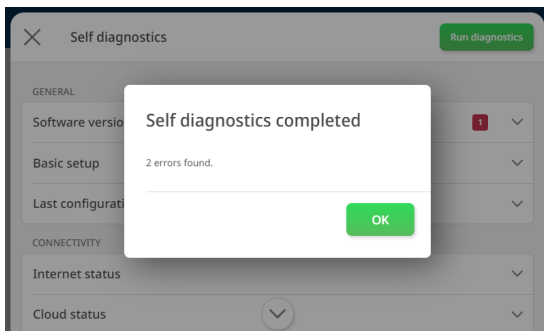 Self diagnostics
Run diagnostics
GENERAL
Software versio
1
Basic setup
Last configurati
CONNECTIVITY
Internet status
Cloud status
Self diagnostics completed
2 errors found.
OK